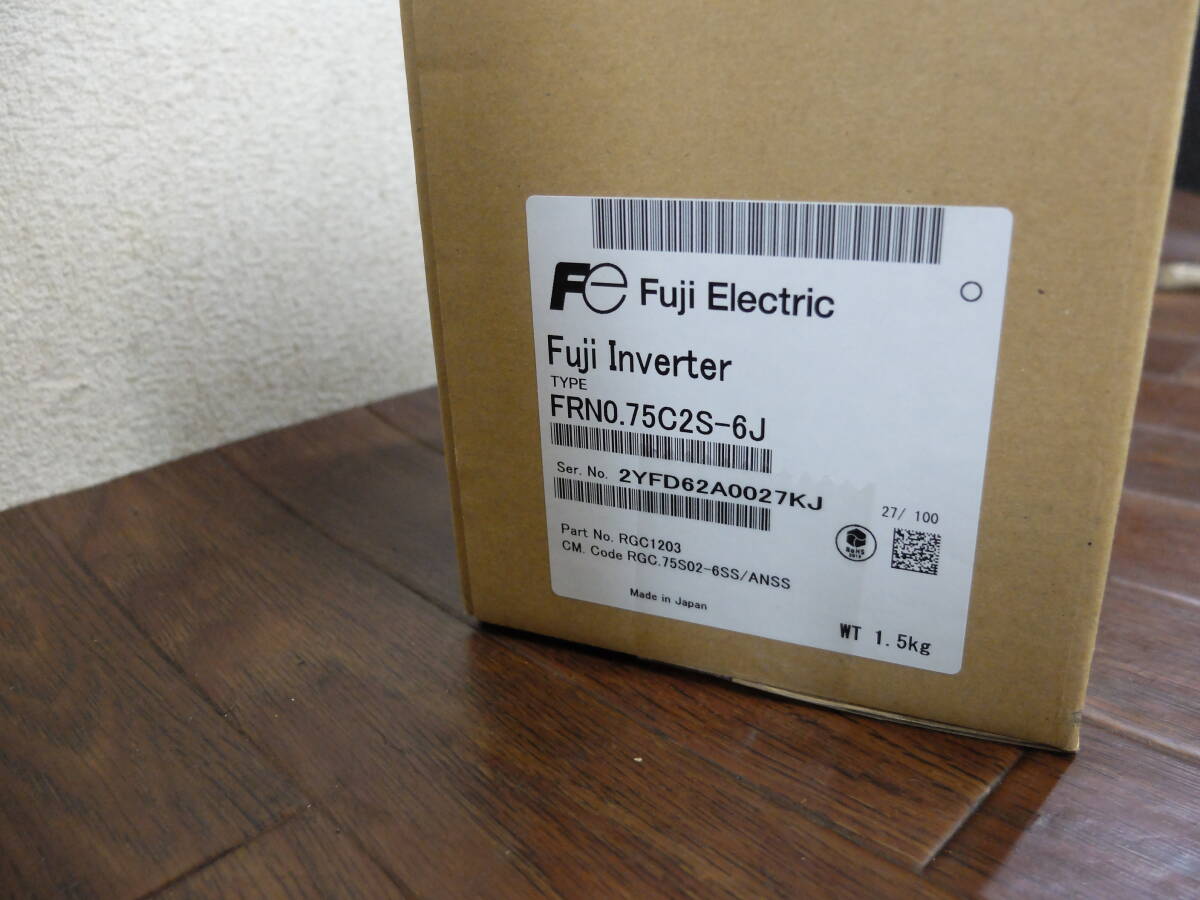 Fe Fuji Electric
Fuji Inverter
TYPE
FRN0.75C2S-6J
Ser. No. 2YFD62A0027KJ
27/ 100
RoHS
Part No. RGC1203
CM. Code RGC.75S02-6SS/ANSS
Made in Japan
WT 1.5kg